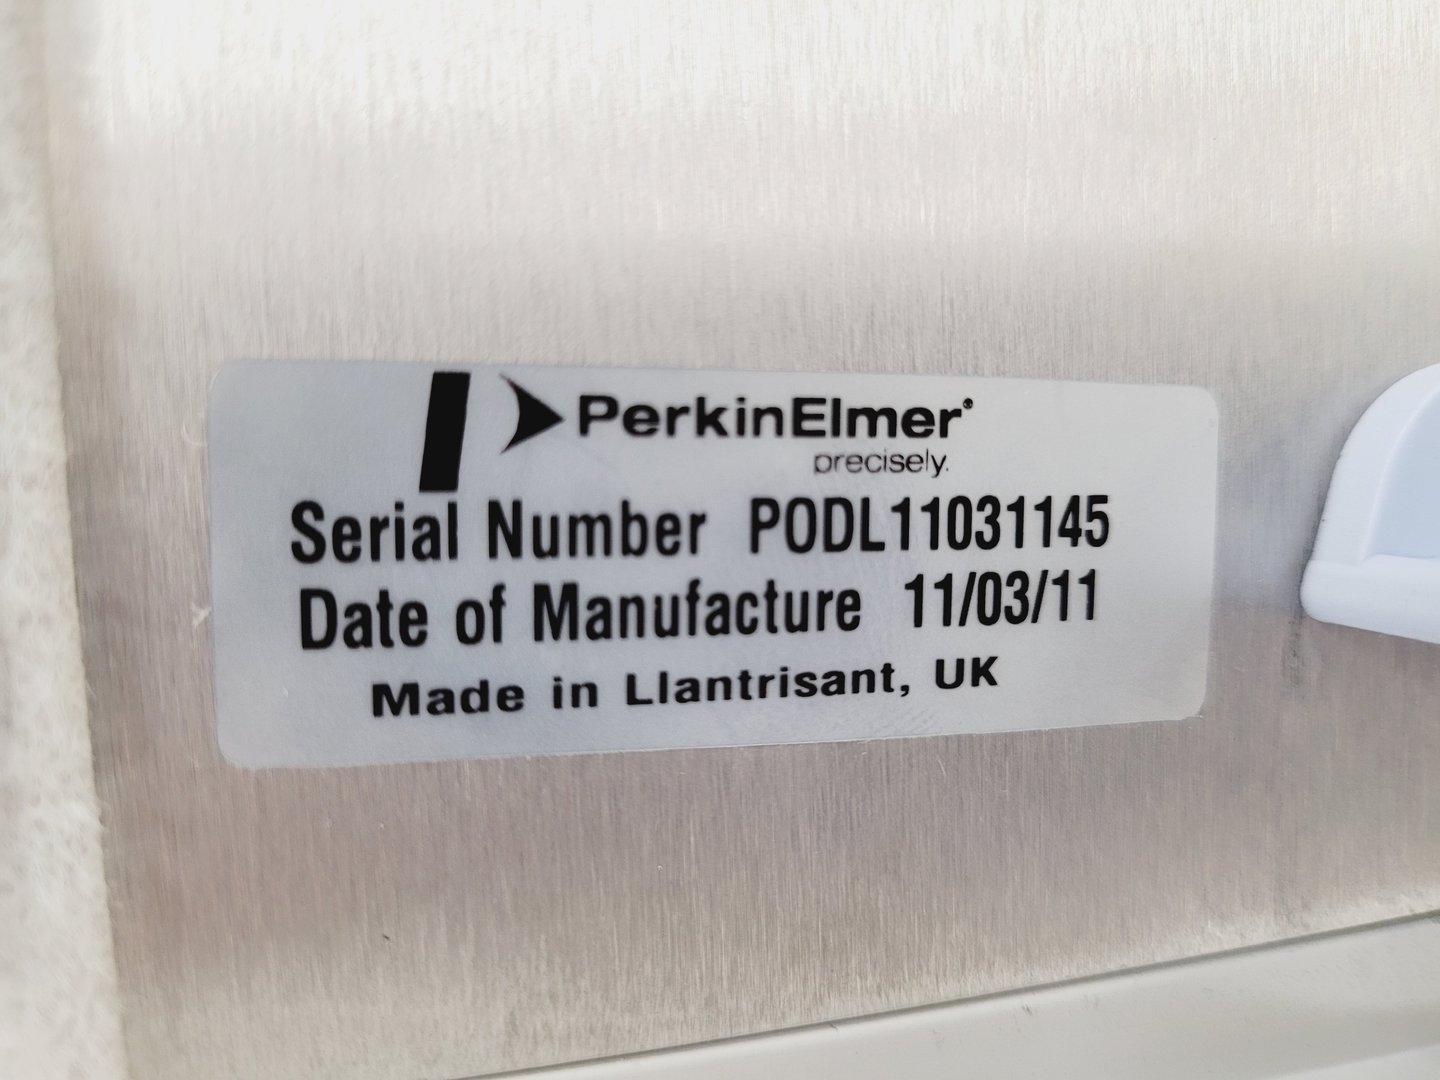 PerkinElmer®
precisely.
Serial Number PODL11031145
Date of Manufacture 11/03/11
Made in Llantrisant, UK